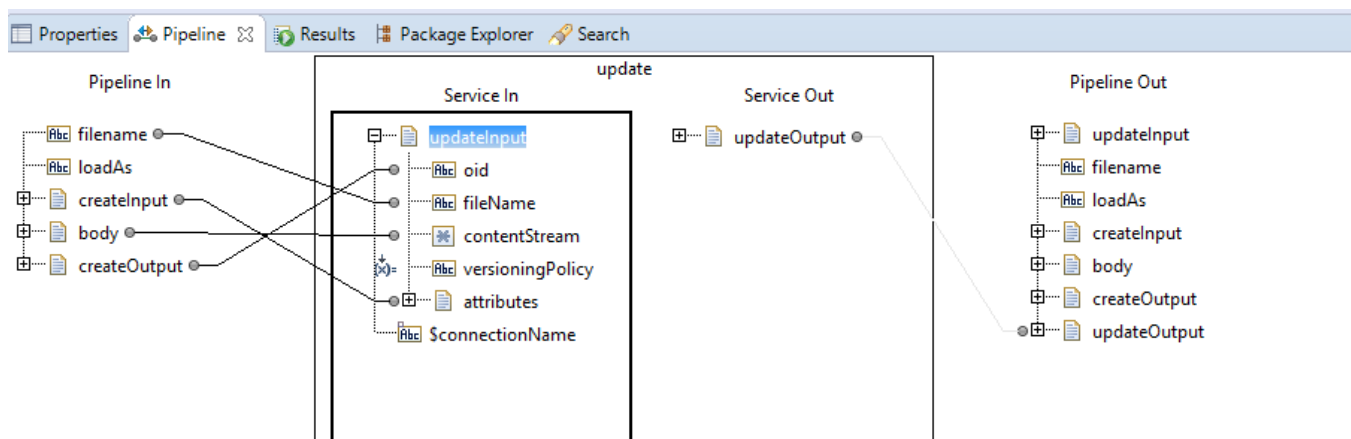 Properties Pipeline Results Package Explorer Search
update
Pipeline In Service In Service Out Pipeline Out
filename updateInput updateOutput updateInput
loadAs oid filename
createInput fileName loadAs
body contentStream createInput
createOutput versioningPolicy body
attributes createOutput
$connectionName updateOutput